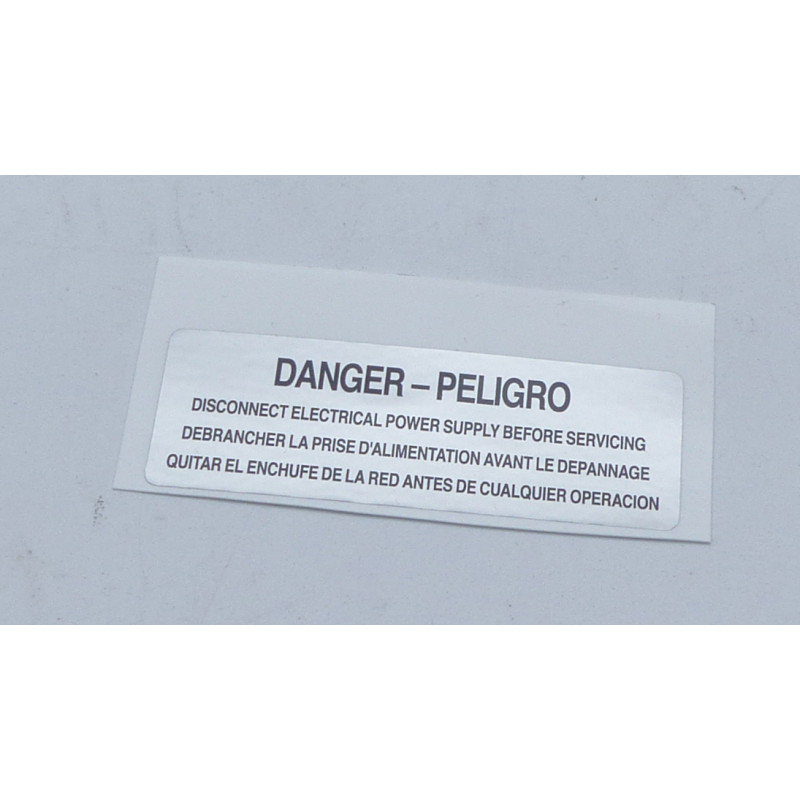 DANGER – PELIGRO
DISCONNECT ELECTRICAL POWER SUPPLY BEFORE SERVICING
DEBRANCHER LA PRISE D'ALIMENTATION AVANT LE DEPANNAGE
QUITAR EL ENCHUFE DE LA RED ANTES DE CUALQUIER OPERACION